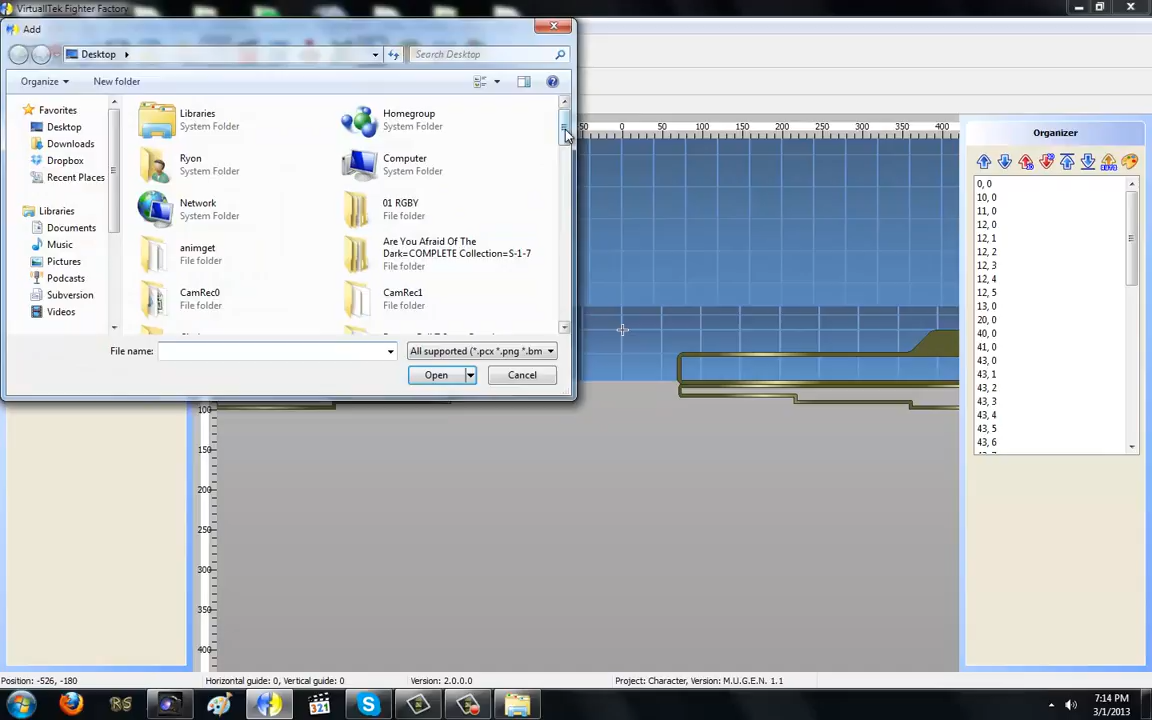 VirtuallTek Fighter Factory
Add
Desktop
Search Desktop
Organize
New folder
Favorites
Desktop
Downloads
Dropbox
Recent Places
Libraries
Documents
Music
Pictures
Podcasts
Subversion
Videos
Libraries
System Folder
Homegroup
System Folder
Ryon
System Folder
Computer
System Folder
Network
System Folder
01 RGBY
File folder
animget
File folder
Are You Afraid Of The
Dark=COMPLETE Collection=S-1-7
File folder
CamRec0
File folder
CamRec1
File folder
File name:
All supported (*.pcx *.png *.bm
Open
Cancel
50 0 50 100 150 200 250 300 350 400
100
150
200
250
300
350
400
Organizer
0, 0
10, 0
11, 0
12, 0
12, 1
12, 2
12, 3
12, 4
12, 5
13, 0
20, 0
40, 0
41, 0
43, 0
43, 1
43, 2
43, 3
43, 4
43, 5
43, 6
Position: -526, -180
Horizontal guide: 0, Vertical guide: 0
Version: 2.0.0.0
Project: Character, Version: M.U.G.E.N. 1.1
RS
321
7:14 PM
3/1/2013